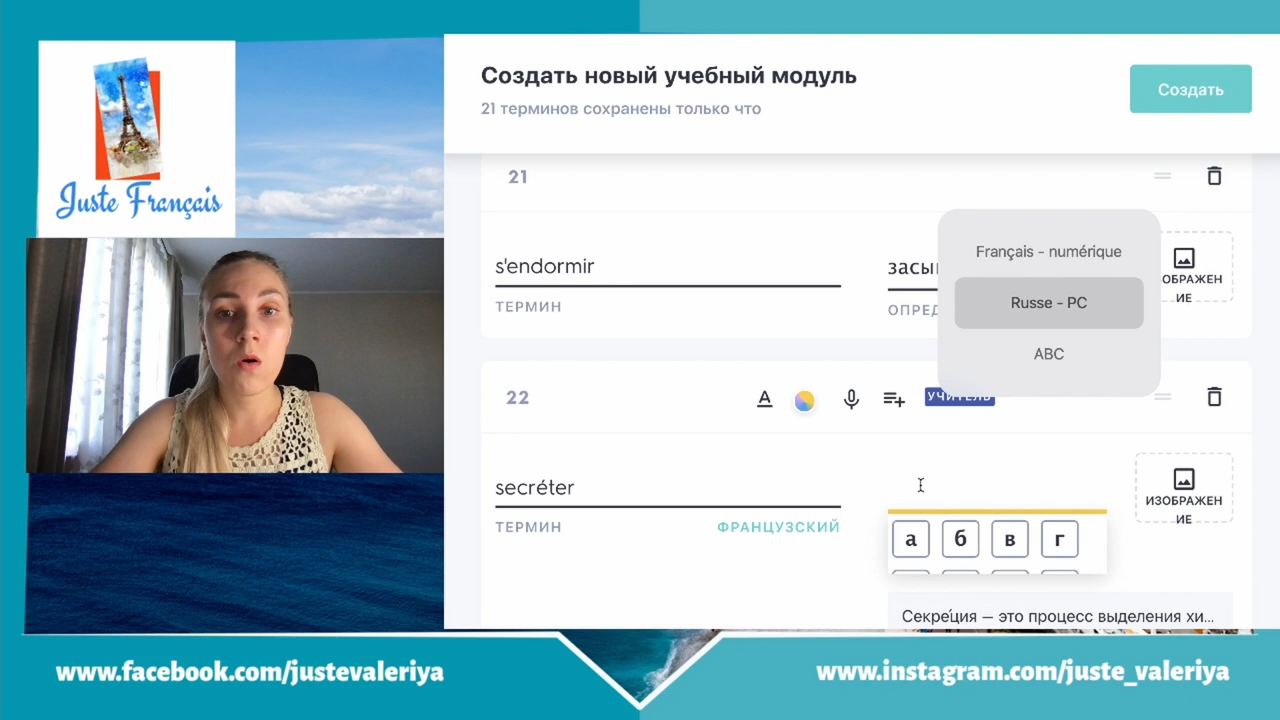 Juste Français
Создать новый учебный модуль
21 терминов сохранены только что
Создать
21
s'endormir
ТЕРМИН
засы
ОПРЕД
ОБРАЖЕН
ИЕ
Français - numérique
Russe - PC
ABC
22
A
УЧИТЕЛЬ
secréter
ТЕРМИН
ФРАНЦУЗСКИЙ
ИЗОБРАЖЕН
ИЕ
а б в г
Секре́ция — это процесс выделения хи...
www.facebook.com/justevaleriya
www.instagram.com/juste_valeriya